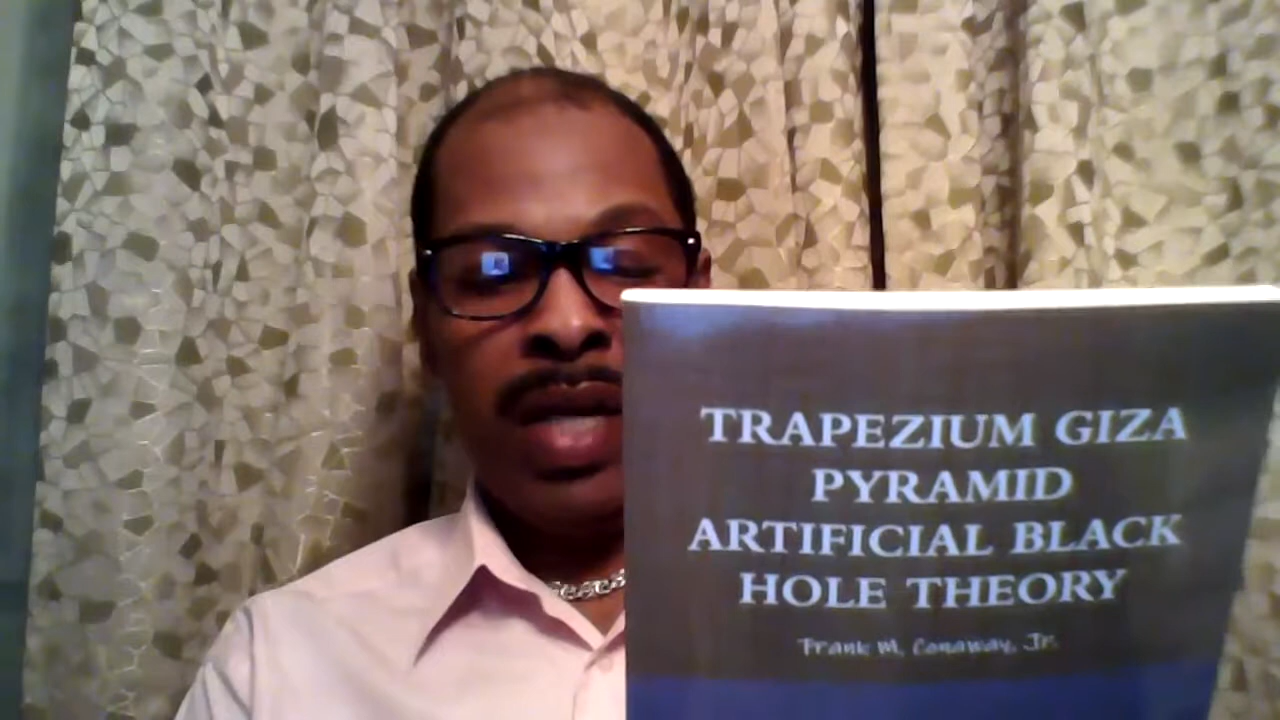 TRAPEZIUM GIZA
PYRAMID
ARTIFICIAL BLACK
HOLE THEORY
Frank M. Conaway, Jr.